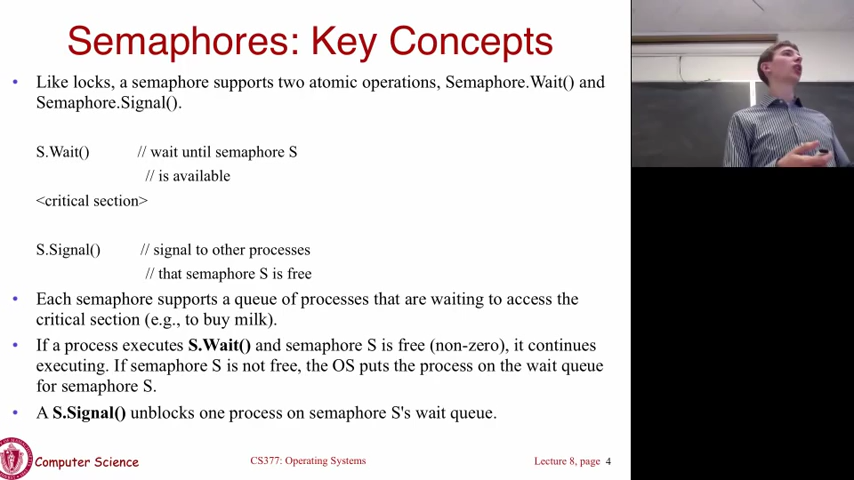 Semaphores: Key Concepts
• Like locks, a semaphore supports two atomic operations, Semaphore.Wait() and
Semaphore.Signal().
S.Wait() // wait until semaphore S
// is available
<critical section>
S.Signal() // signal to other processes
// that semaphore S is free
• Each semaphore supports a queue of processes that are waiting to access the
critical section (e.g., to buy milk).
• If a process executes S.Wait() and semaphore S is free (non-zero), it continues
executing. If semaphore S is not free, the OS puts the process on the wait queue
for semaphore S.
• A S.Signal() unblocks one process on semaphore S's wait queue.
Computer Science CS377: Operating Systems Lecture 8, page 4